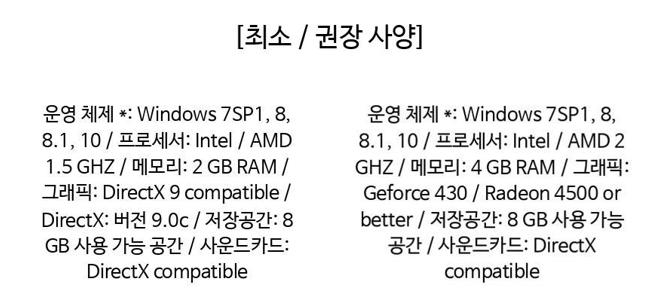 [최소 / 권장 사양]
운영 체제 *: Windows 7SP1, 8,
8.1, 10 / 프로세서: Intel / AMD
1.5 GHZ / 메모리: 2 GB RAM /
그래픽: DirectX 9 compatible /
DirectX: 버전 9.0c / 저장공간: 8
GB 사용 가능 공간 / 사운드카드:
DirectX compatible
운영 체제 *: Windows 7SP1, 8,
8.1, 10 / 프로세서: Intel / AMD 2
GHZ / 메모리: 4 GB RAM / 그래픽:
Geforce 430 / Radeon 4500 or
better / 저장공간: 8 GB 사용 가능
공간 / 사운드카드: DirectX
compatible